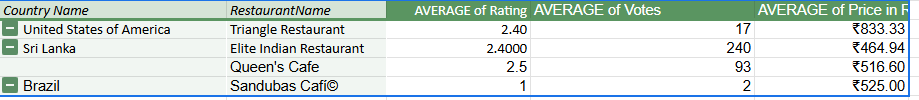 Country Name RestaurantName AVERAGE of Rating AVERAGE of Votes AVERAGE of Price in R
United States of America Triangle Restaurant 2.40 17 ₹833.33
Sri Lanka Elite Indian Restaurant 2.4000 240 ₹464.94
Queen's Cafe 2.5 93 ₹516.60
Brazil Sandubas Cafí© 1 2 ₹525.00